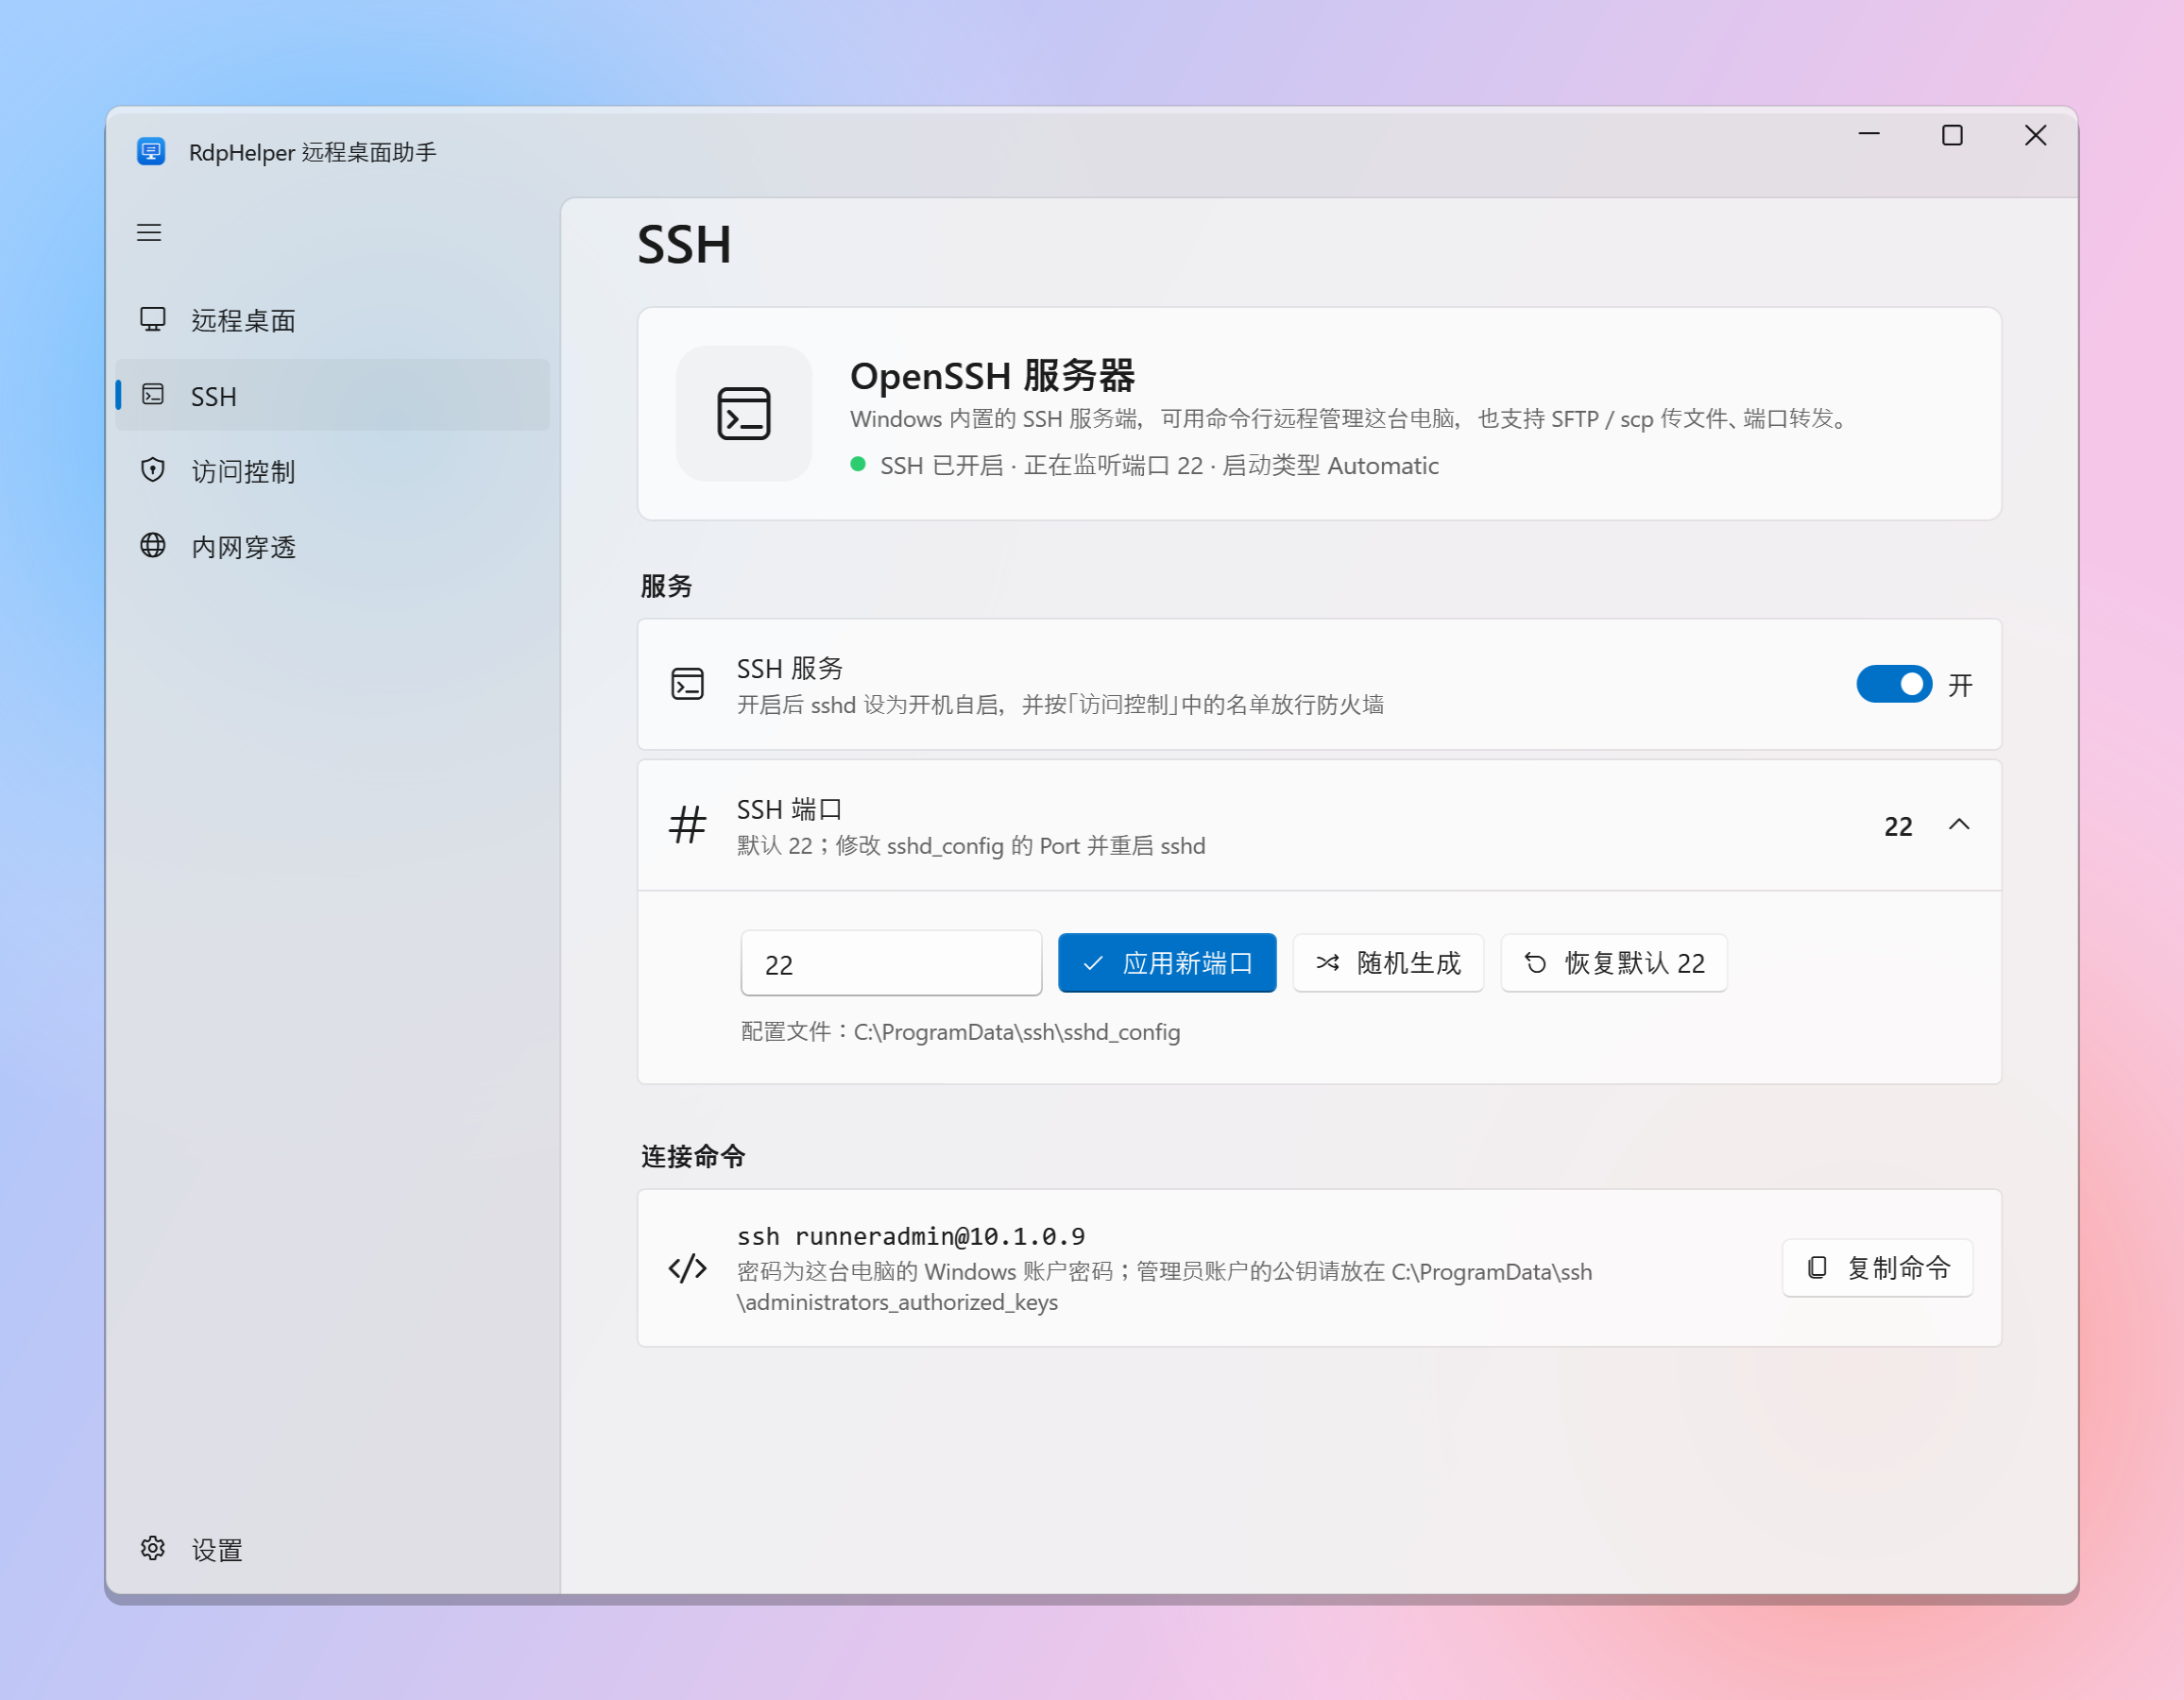 RdpHelper 远程桌面助手
远程桌面
SSH
访问控制
内网穿透
设置
SSH
OpenSSH 服务器
Windows 内置的 SSH 服务端，可用命令行远程管理这台电脑，也支持 SFTP / scp 传文件、端口转发。
SSH 已开启 · 正在监听端口 22 · 启动类型 Automatic
服务
SSH 服务
开启后 sshd 设为开机自启，并按「访问控制」中的名单放行防火墙
开
SSH 端口
默认 22；修改 sshd_config 的 Port 并重启 sshd
22
22
应用新端口
随机生成
恢复默认 22
配置文件：C:\ProgramData\ssh\sshd_config
连接命令
ssh runneradmin@10.1.0.9
密码为这台电脑的 Windows 账户密码；管理员账户的公钥请放在 C:\ProgramData\ssh
\administrators_authorized_keys
复制命令